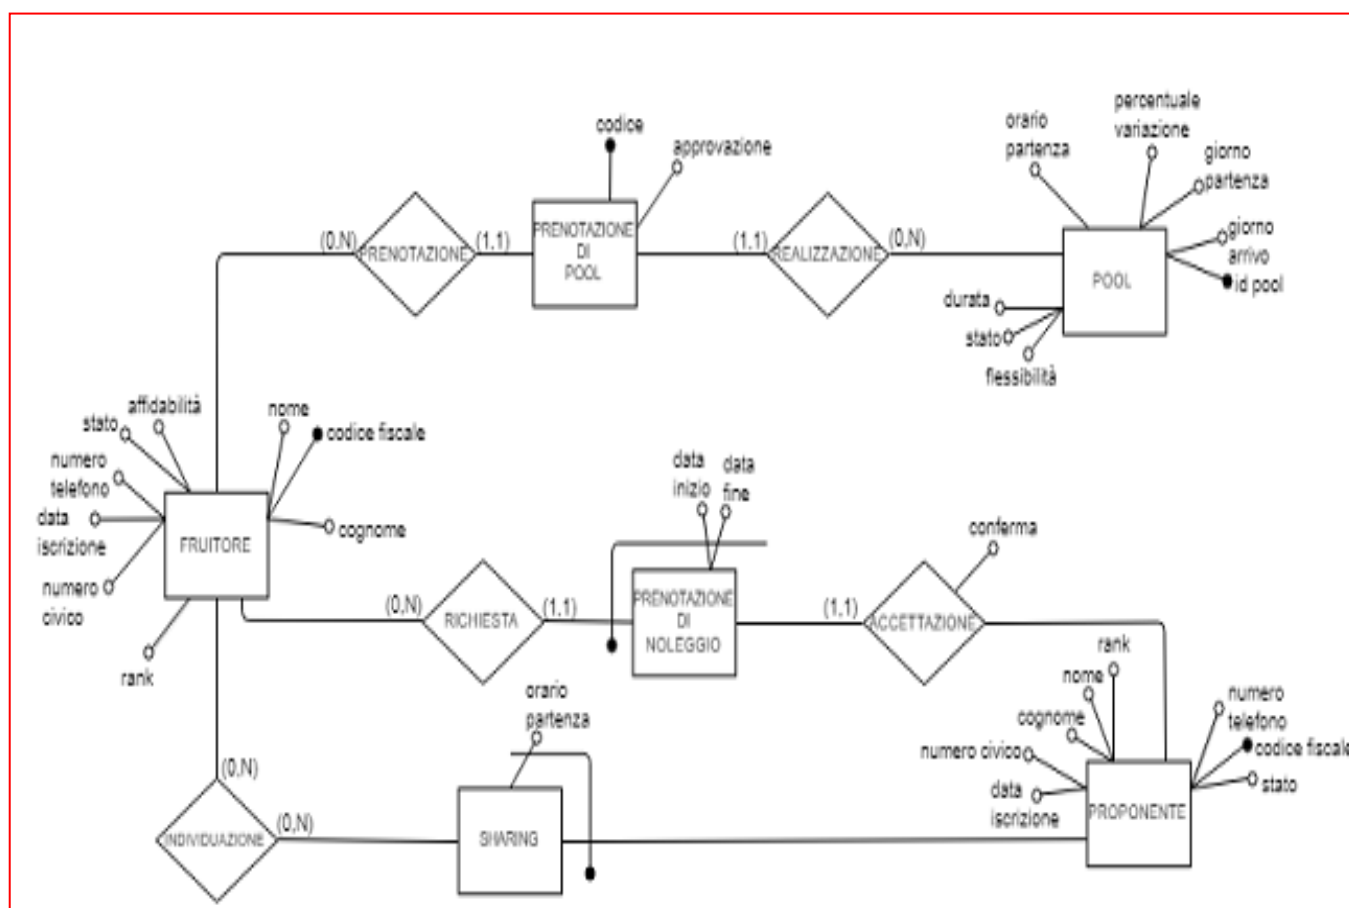 codice
approvazione
orario
partenza
percentuale
variazione
giorno
partenza
giorno
arrivo
id pool
(0,N)
PRENOTAZIONE
(1.1)
PRENOTAZIONE
DI
POOL
(1.1)
REALIZZAZIONE
(0,N)
POOL
durata
stato
flessibilità
affidabilità
stato
nome
codice fiscale
numero
telefono
data
iscrizione
cognome
FRUITORE
numero
civico
rank
data
inizio
data
fine
conferma
(0,N)
RICHIESTA
(1,1)
PRENOTAZIONE
DI
NOLEGGIO
(1,1)
ACCETTAZIONE
rank
nome
cognome
numero civico
data
iscrizione
numero
telefono
codice fiscale
stato
PROPONENTE
orario
partenza
(0,N)
INDIVIDUAZIONE
(0,N)
SHARING